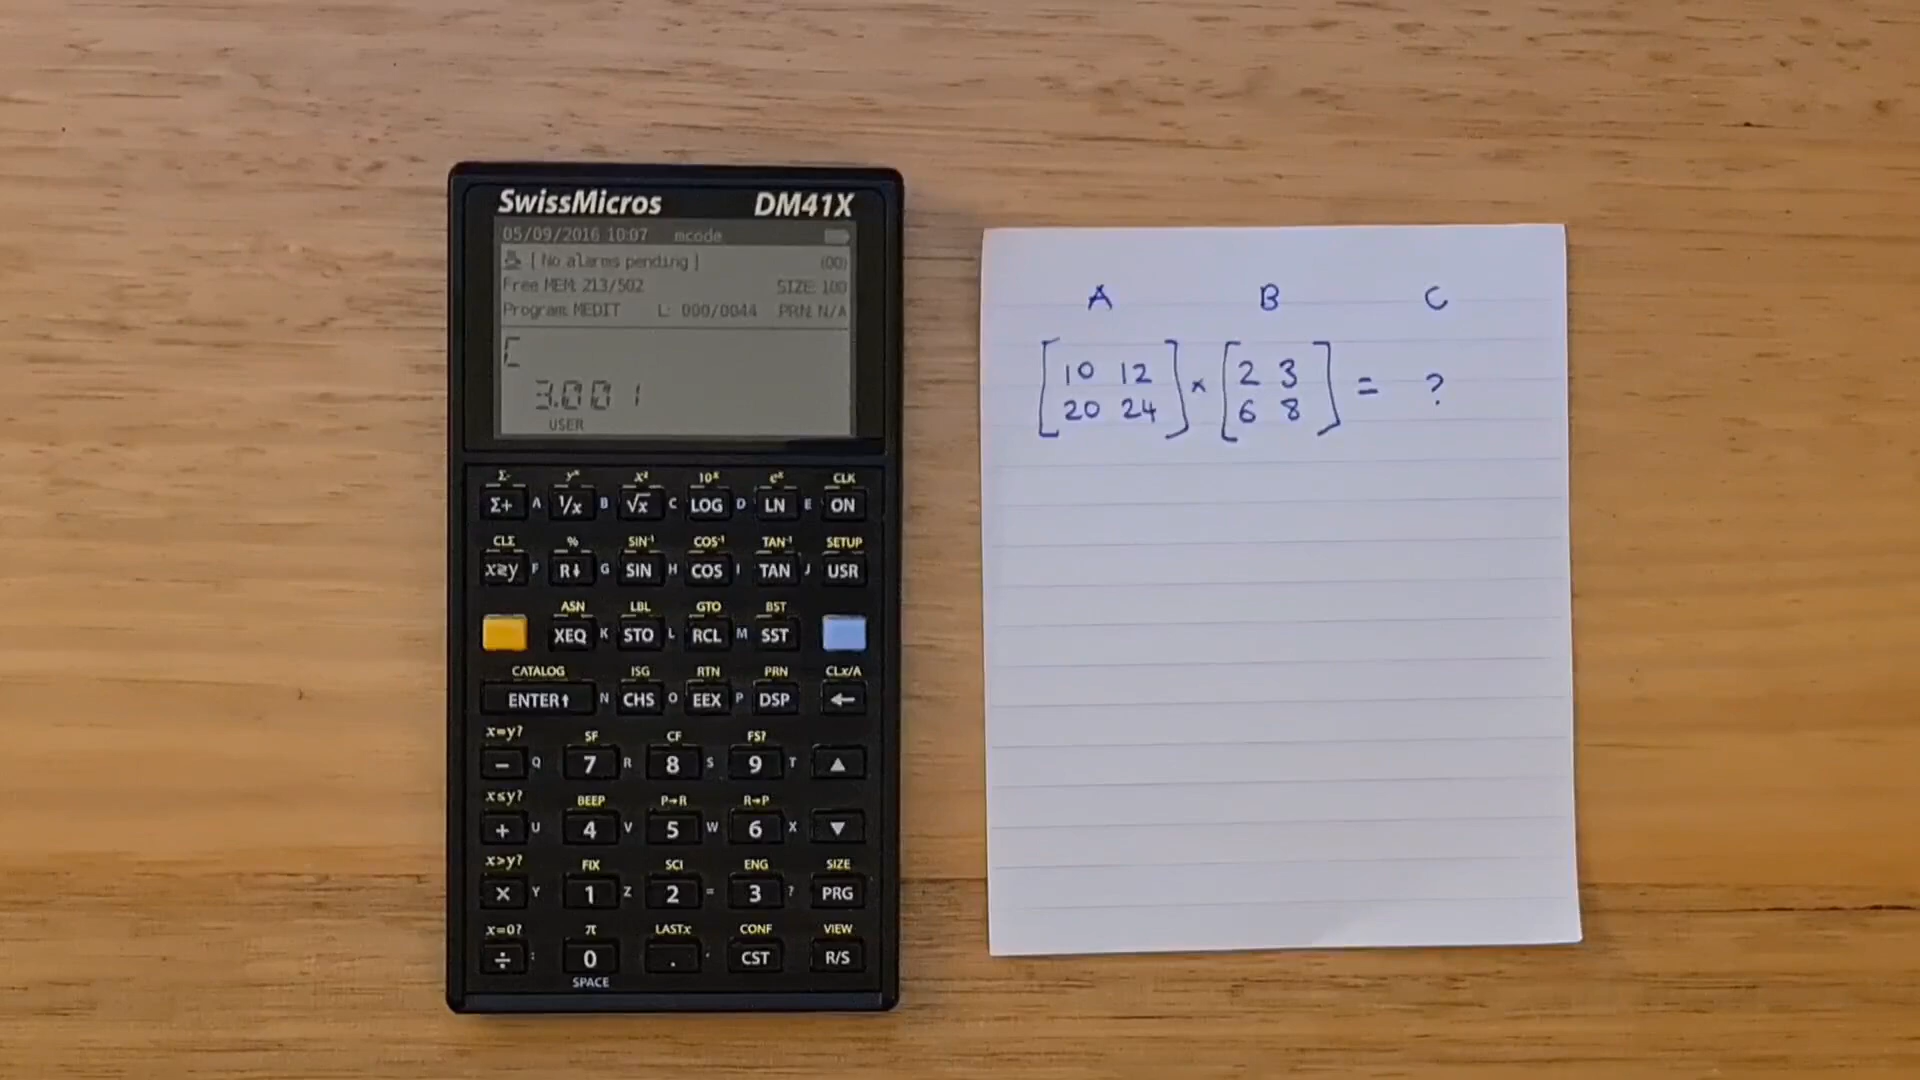 SwissMicros DM41X
05/09/2016 10:07 mcode
[ No alarms pending ] (00)
Free MEM: 213/502 SIZE: 100
Program: MEDIT L: 000/0044 PRN: N/A
C
3.001
USER
Σ- yˣ x² 10ˣ eˣ CLK
Σ+ A 1/x B √x C LOG D LN E ON
CLΣ % SIN⁻¹ COS⁻¹ TAN⁻¹ SETUP
x≷y F R↓ G SIN H COS I TAN J USR
ASN LBL GTO BST
XEQ K STO L RCL M SST
CATALOG ISG RTN PRN CLx/A
ENTER↑ N CHS O EEX P DSP ←
x=y? SF CF FS?
− Q 7 R 8 S 9 T ▲
x≤y? BEEP P→R R→P
+ U 4 V 5 W 6 X ▼
x>y? FIX SCI ENG SIZE
× Y 1 Z 2 = 3 ? PRG
x=0? π LASTx CONF VIEW
÷ : 0 . , CST R/S
SPACE
A B C
[10 12] × [2 3] = ?
[20 24] [6 8]